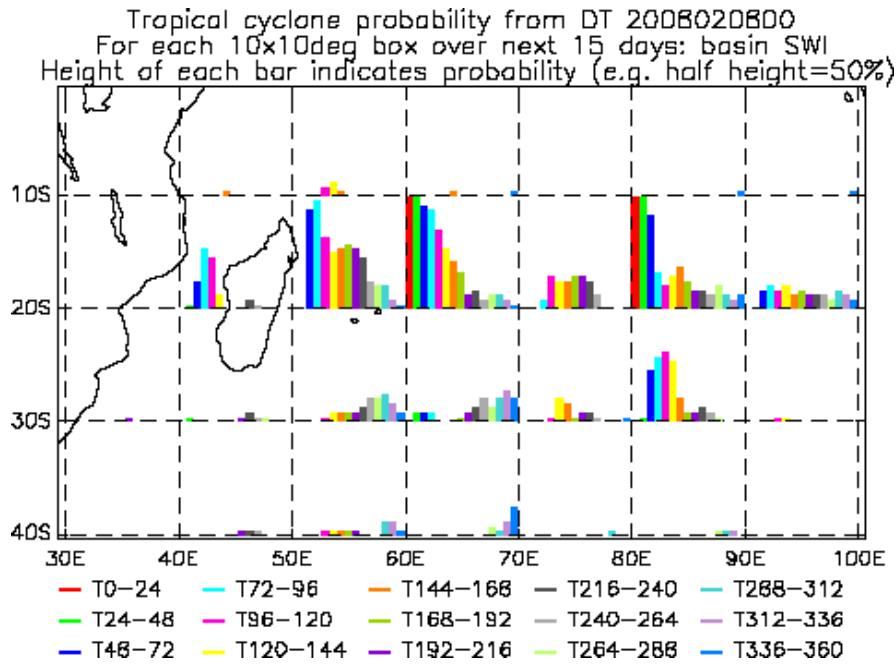 Tropical cyclone probability from DT 2008020800
For each 10x10deg box over next 15 days: basin SWI
Height of each bar indicates probability (e.g. half height=50%)
10S
20S
30S
40S
30E 40E 50E 60E 70E 80E 90E 100E
T0-24 T72-96 T144-168 T216-240 T288-312
T24-48 T96-120 T168-192 T240-264 T312-336
T48-72 T120-144 T192-216 T264-288 T336-360